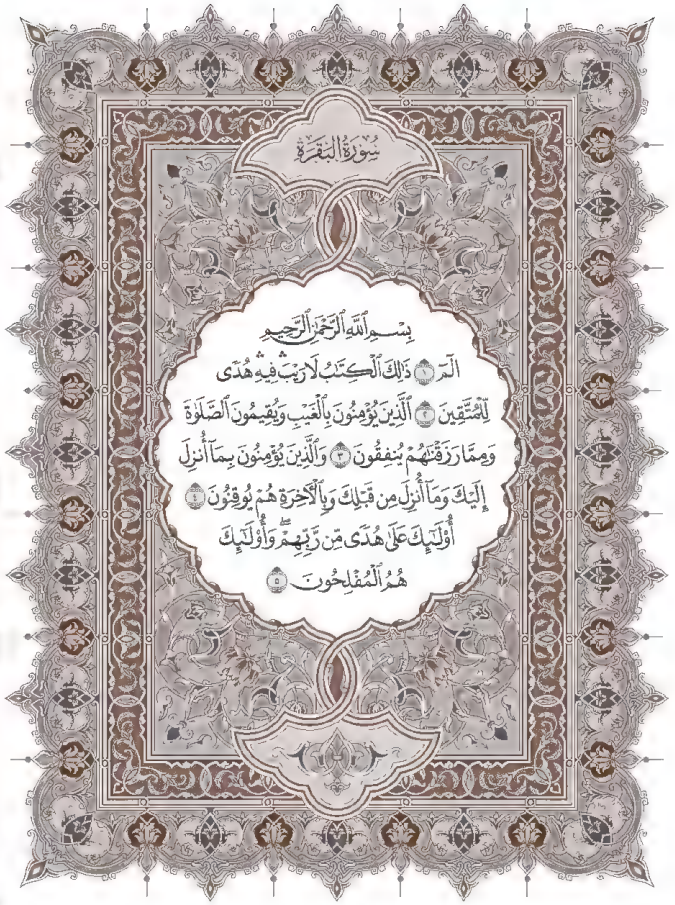 سُورَةُ البَقَرَةِ
بِسْمِ ٱللَّهِ ٱلرَّحْمَٰنِ ٱلرَّحِيمِ
الٓمٓ ١ ذَٰلِكَ ٱلْكِتَٰبُ لَا رَيْبَ ۛ فِيهِ ۛ هُدًى
لِّلْمُتَّقِينَ ٢ ٱلَّذِينَ يُؤْمِنُونَ بِٱلْغَيْبِ وَيُقِيمُونَ ٱلصَّلَوٰةَ
وَمِمَّا رَزَقْنَٰهُمْ يُنفِقُونَ ٣ وَٱلَّذِينَ يُؤْمِنُونَ بِمَآ أُنزِلَ
إِلَيْكَ وَمَآ أُنزِلَ مِن قَبْلِكَ وَبِٱلْءَاخِرَةِ هُمْ يُوقِنُونَ ٤
أُو۟لَٰٓئِكَ عَلَىٰ هُدًى مِّن رَّبِّهِمْ ۖ وَأُو۟لَٰٓئِكَ
هُمُ ٱلْمُفْلِحُونَ ٥